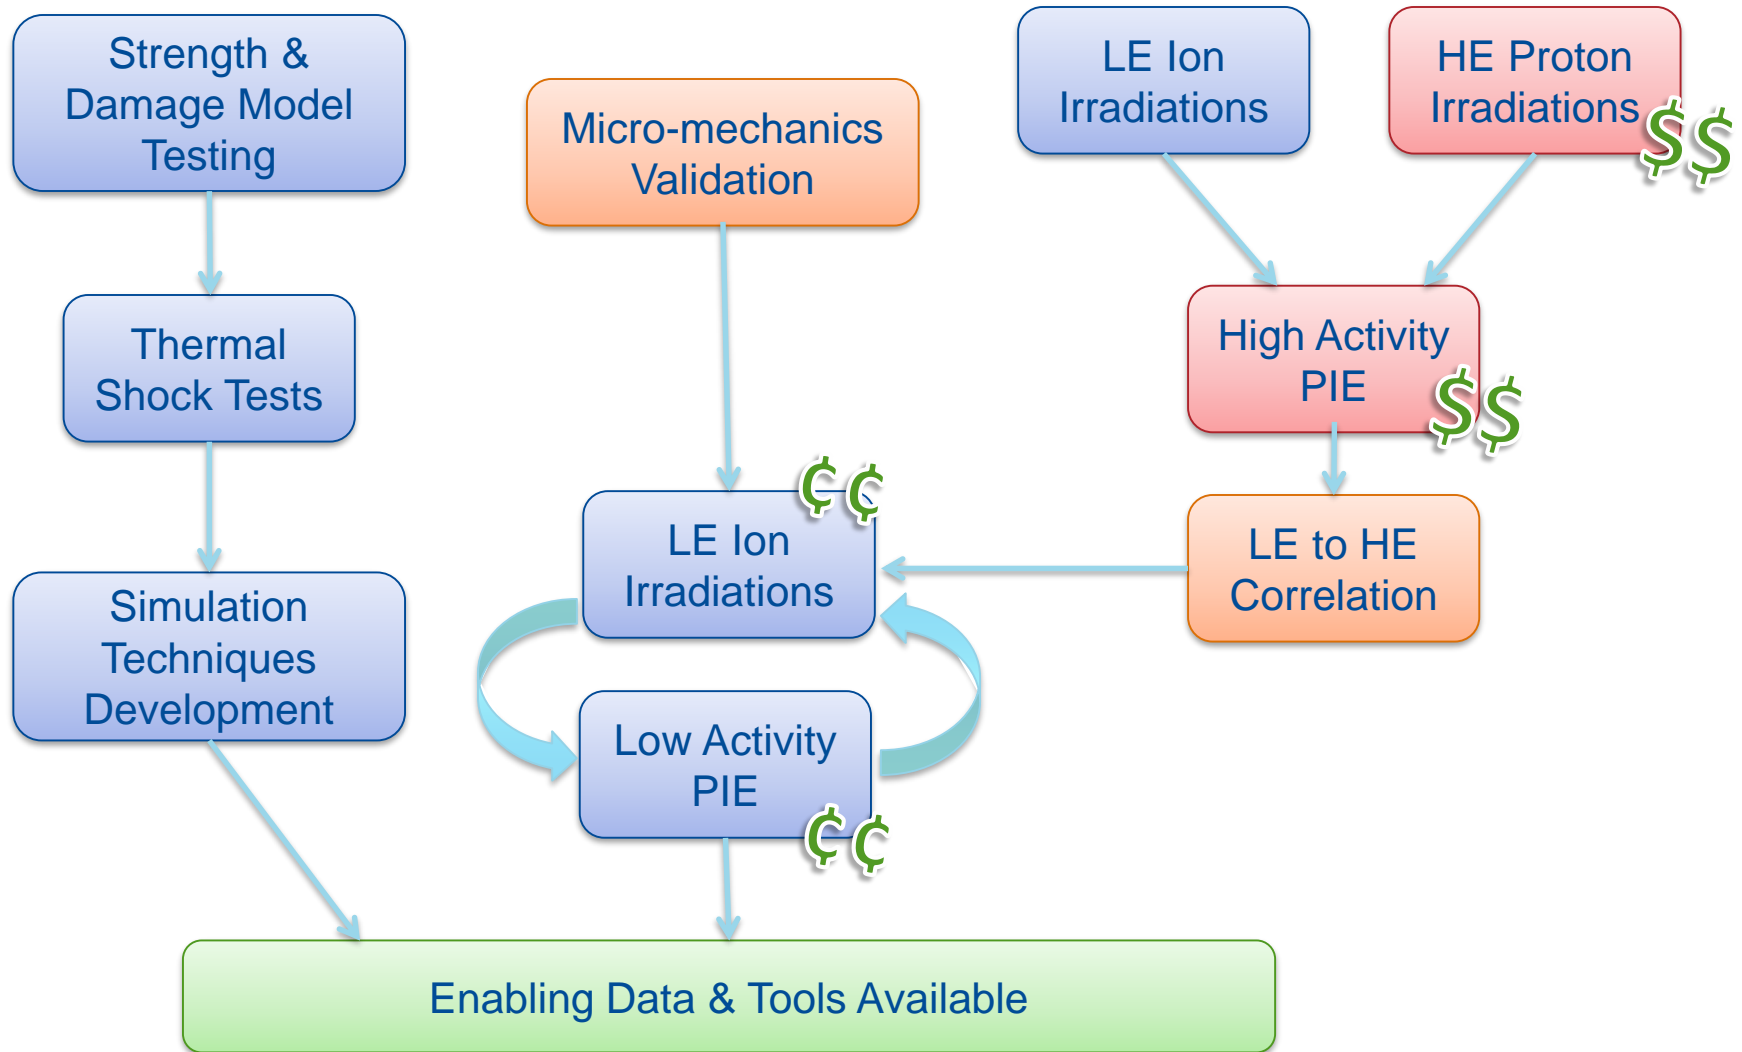 Strength &
Damage Model
Testing
Micro-mechanics
Validation
LE Ion
Irradiations
HE Proton
Irradiations
$$
Thermal
Shock Tests
High Activity
PIE
$$
¢¢
LE Ion
Irradiations
LE to HE
Correlation
Simulation
Techniques
Development
Low Activity
PIE
¢¢
Enabling Data & Tools Available